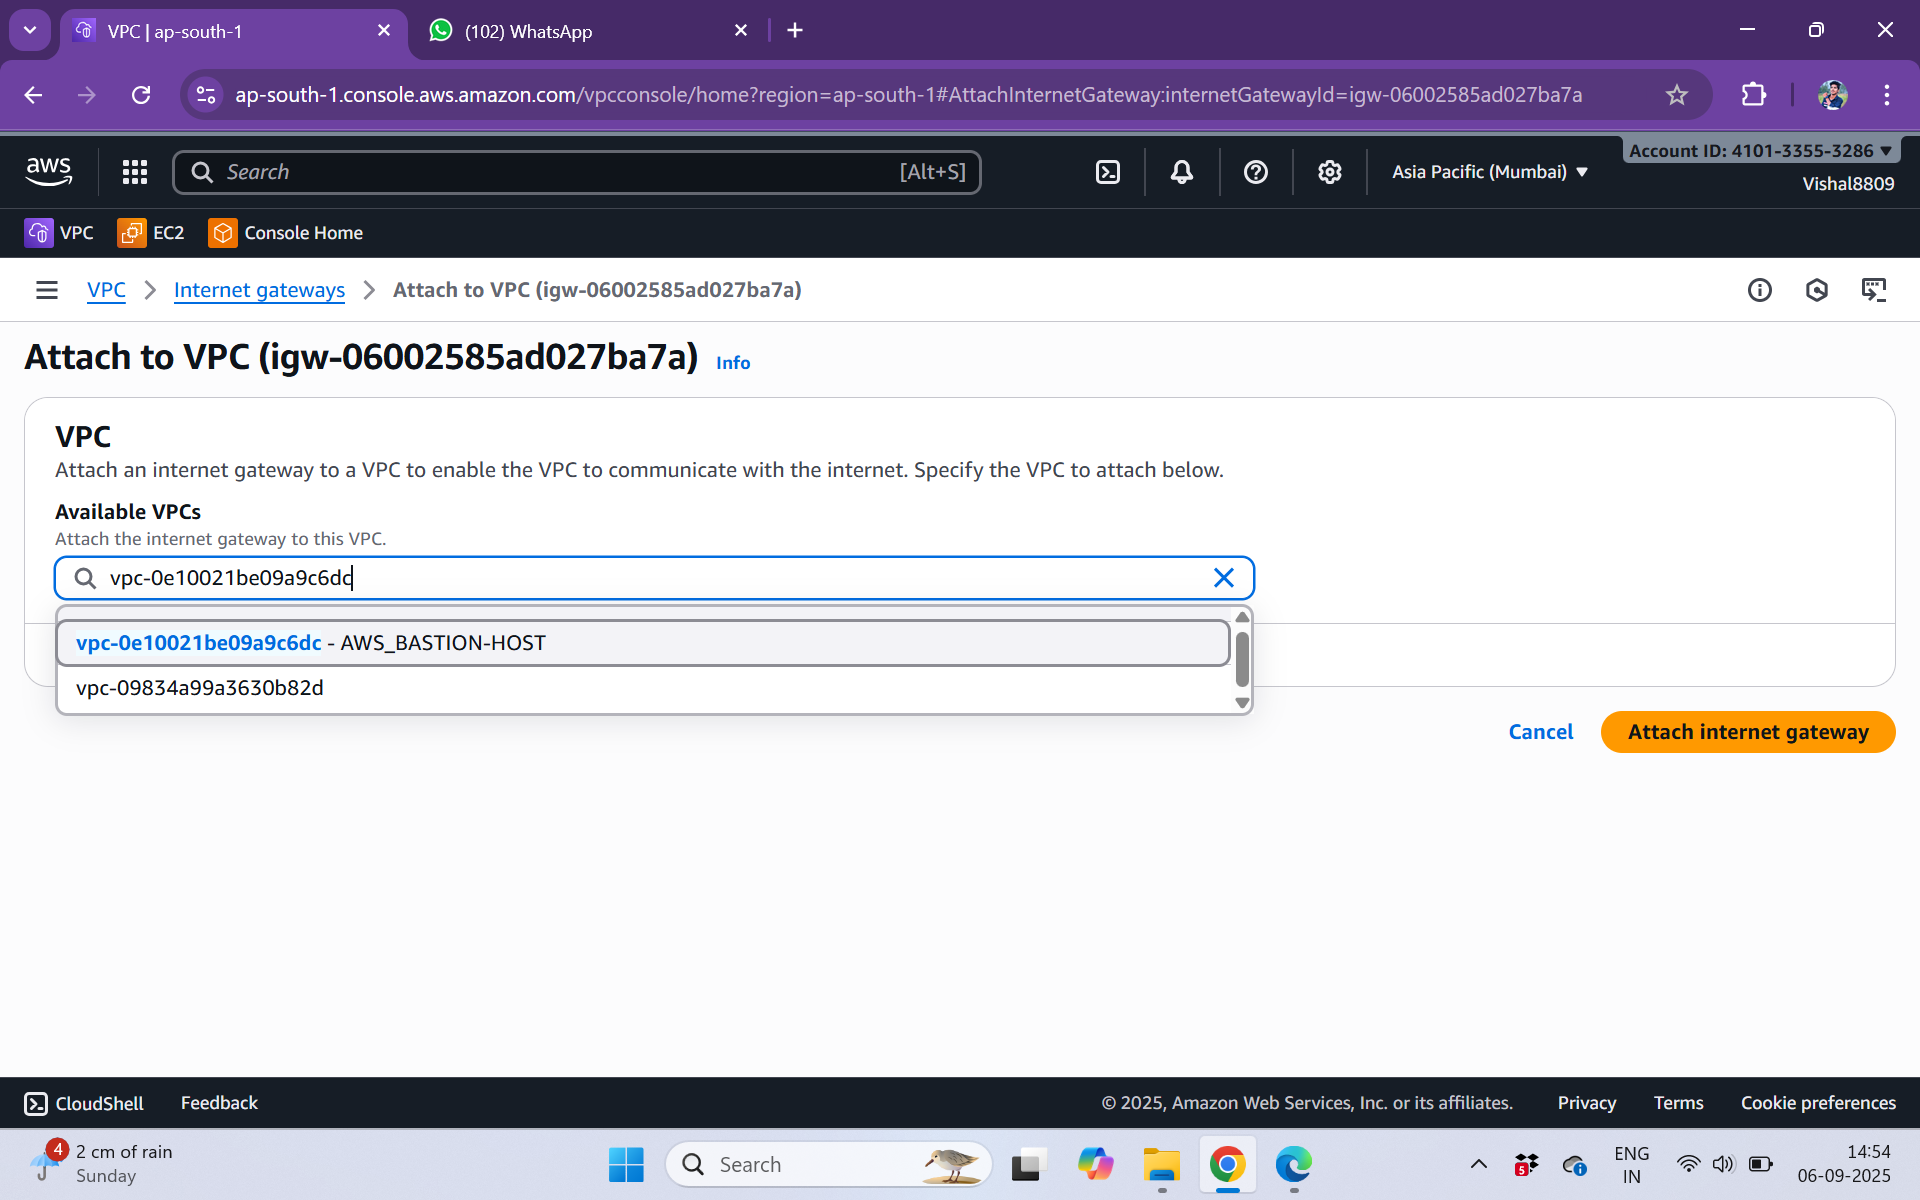 VPC | ap-south-1
(102) WhatsApp
ap-south-1.console.aws.amazon.com/vpcconsole/home?region=ap-south-1#AttachInternetGateway:internetGatewayId=igw-06002585ad027ba7a
aws
Search
[Alt+S]
Asia Pacific (Mumbai)
Account ID: 4101-3355-3286
Vishal8809
VPC
EC2
Console Home
VPC
Internet gateways
Attach to VPC (igw-06002585ad027ba7a)
Attach to VPC (igw-06002585ad027ba7a) Info
VPC
Attach an internet gateway to a VPC to enable the VPC to communicate with the internet. Specify the VPC to attach below.
Available VPCs
Attach the internet gateway to this VPC.
vpc-0e10021be09a9c6dc
vpc-0e10021be09a9c6dc - AWS_BASTION-HOST
vpc-09834a99a3630b82d
Cancel
Attach internet gateway
CloudShell
Feedback
© 2025, Amazon Web Services, Inc. or its affiliates.
Privacy
Terms
Cookie preferences
4
2 cm of rain
Sunday
Search
5
ENG
IN
14:54
06-09-2025